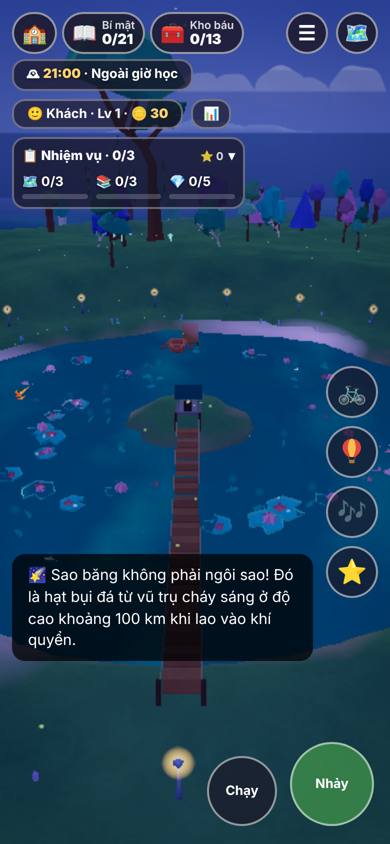 Bí mật
0/21
Kho báu
0/13
21:00 · Ngoài giờ học
Khách · Lv 1 · 30
Nhiệm vụ · 0/3
0 ▼
0/3
0/3
0/5
Sao băng không phải ngôi sao! Đó
là hạt bụi đá từ vũ trụ cháy sáng ở độ
cao khoảng 100 km khi lao vào khí
quyển.
Chạy
Nhảy